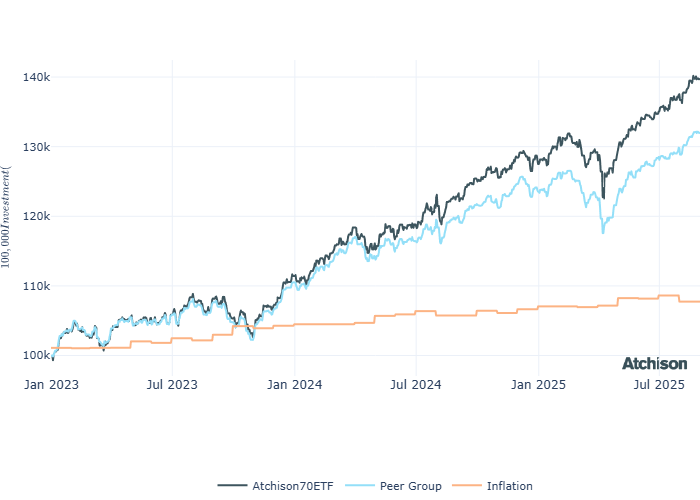 140k
130k
120k
110k
100k
100,000Investment(
Jan 2023
Jul 2023
Jan 2024
Jul 2024
Jan 2025
Jul 2025
Atchison
Atchison70ETF
Peer Group
Inflation